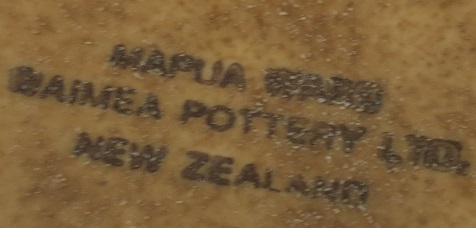 MAPUA WARE
WAIMEA POTTERY LTD.
NEW ZEALAND